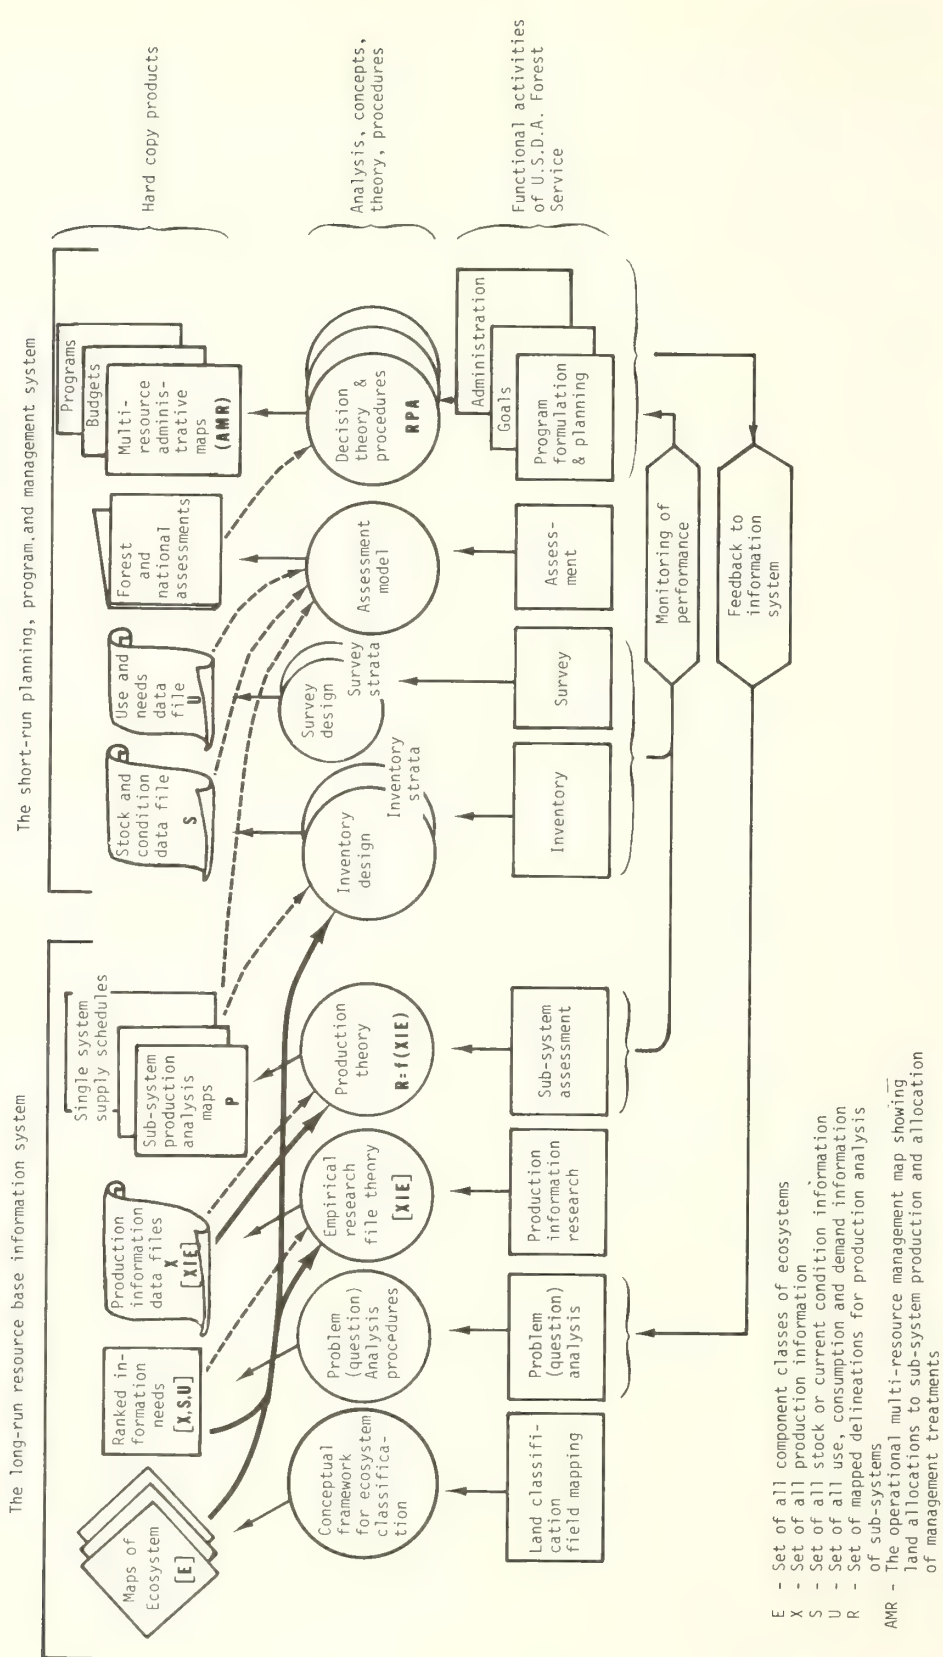 The long-run resource base information system
The short-run planning, program,and management system
Maps of
Ecosystem
[E]
Ranked in-
formation
needs
[X,S,U]
Production
information
data files
X
[XIE]
Single system
supply schedules
Sub-system
production
analysis
maps
P
Stock and
condition
data file
S
Use and
needs
data
file
U
Forest
and
national
assessments
Programs
Budgets
Multi-
resource
adminis-
trative
maps
(AMR)
Hard copy products
Conceptual
framework
for ecosystem
classifica-
tion
Problem
(question)
Analysis
procedures
Empirical
research
file theory
[XIE]
Production
theory
R=f(XIE)
Inventory
design
Inventory
strata
Survey
design
Survey
strata
Assessment
model
Decision
theory &
procedures
RPA
Analysis, concepts,
theory, procedures
Land classifi-
cation
field mapping
Problem
(question)
analysis
Production
information
research
Sub-system
assessment
Inventory
Survey
Assess-
ment
Administration
Goals
Program
formulation
& planning
Functional activities
of U.S.D.A. Forest
Service
Monitoring of
performance
Feedback to
information
system
E - Set of all component classes of ecosystems
X - Set of all production information
S - Set of all stock or current condition information
U - Set of all use, consumption and demand information
R - Set of mapped delineations for production analysis
of sub-systems
AMR - The operational multi-resource management map showing
land allocations to sub-system production and allocation
of management treatments